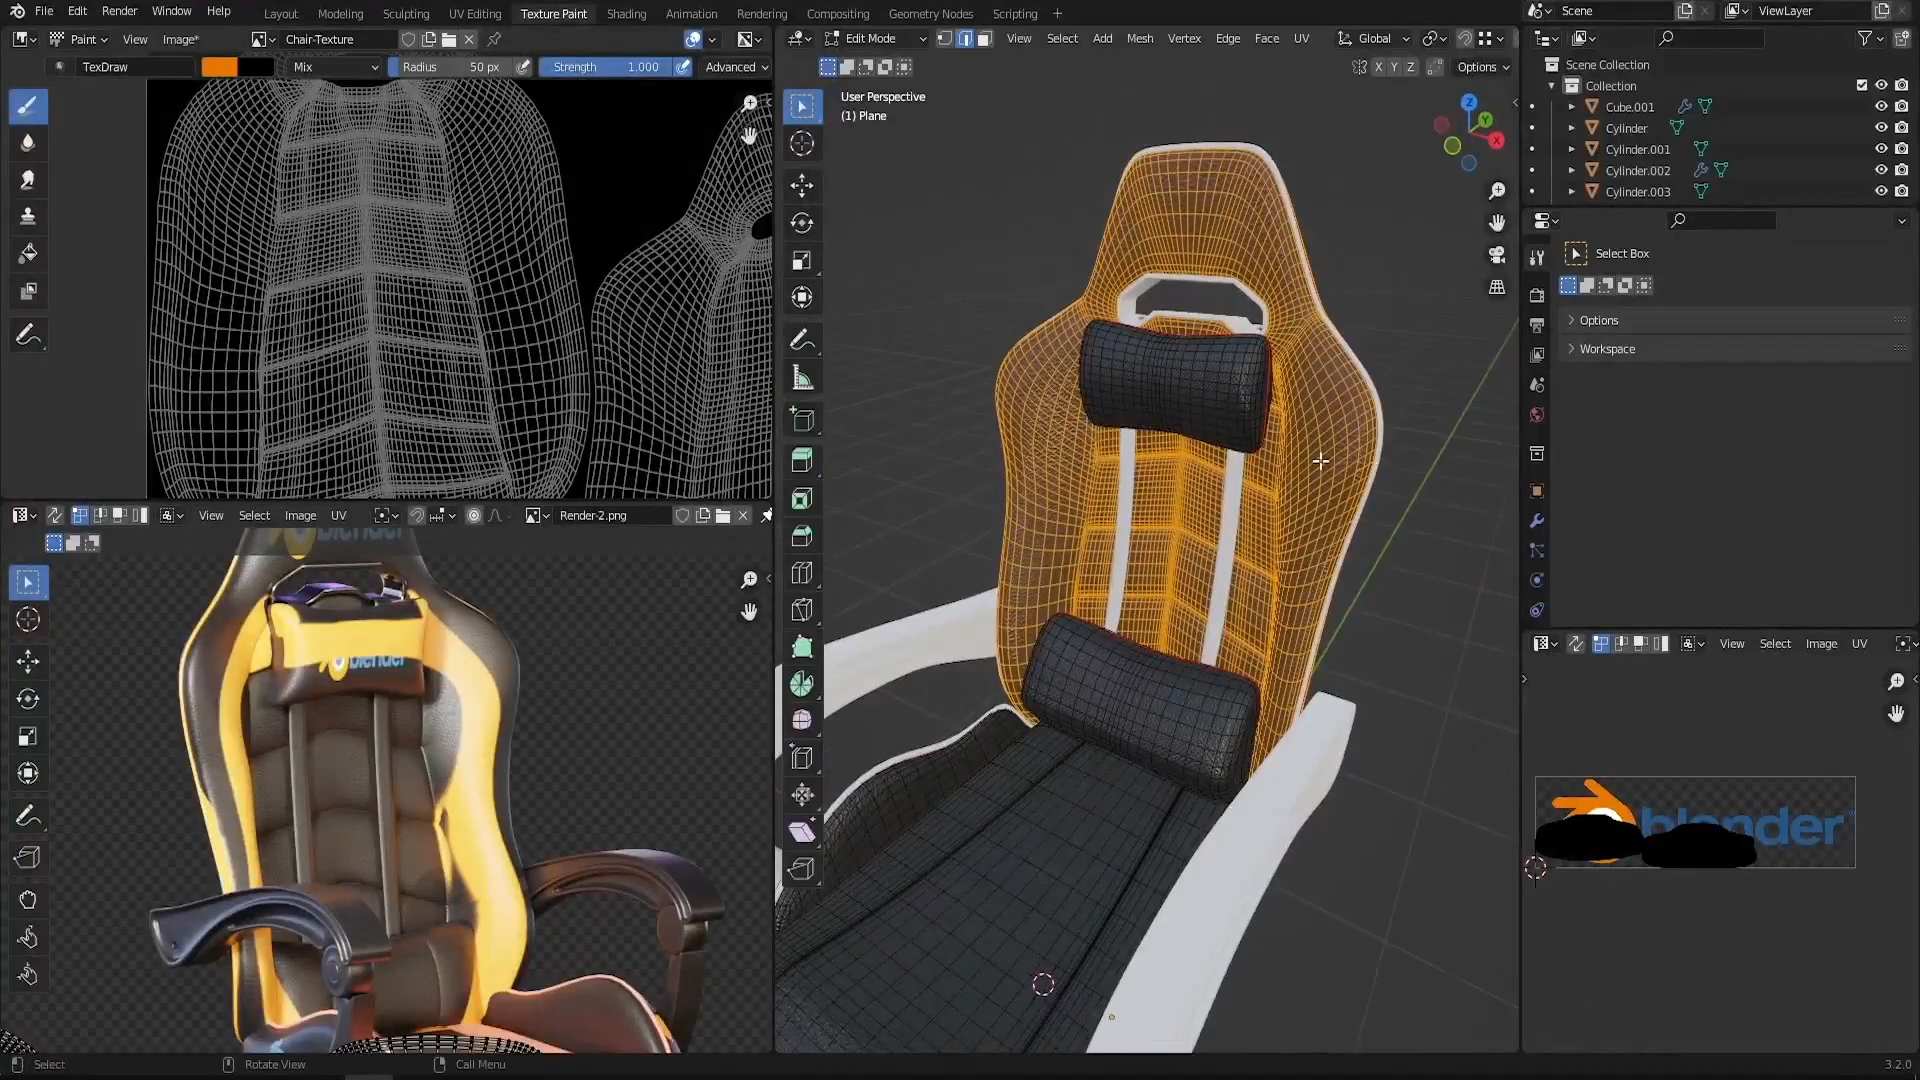 File Edit Render Window Help
Layout Modeling Sculpting UV Editing Texture Paint Shading Animation Rendering Compositing Geometry Nodes Scripting +
Scene
ViewLayer
Paint View Image* Chair-Texture
TexDraw Mix Radius 50 px Strength 1.000 Advanced
Edit Mode View Select Add Mesh Vertex Edge Face UV Global
X Y Z Options
User Perspective
(1) Plane
Z
Y
X
Scene Collection
Collection
Cube.001
Cylinder
Cylinder.001
Cylinder.002
Cylinder.003
Select Box
Options
Workspace
View Select Image UV Render-2.png
blender
blender
View Select Image UV
blender
Select Rotate View Call Menu
3.2.0